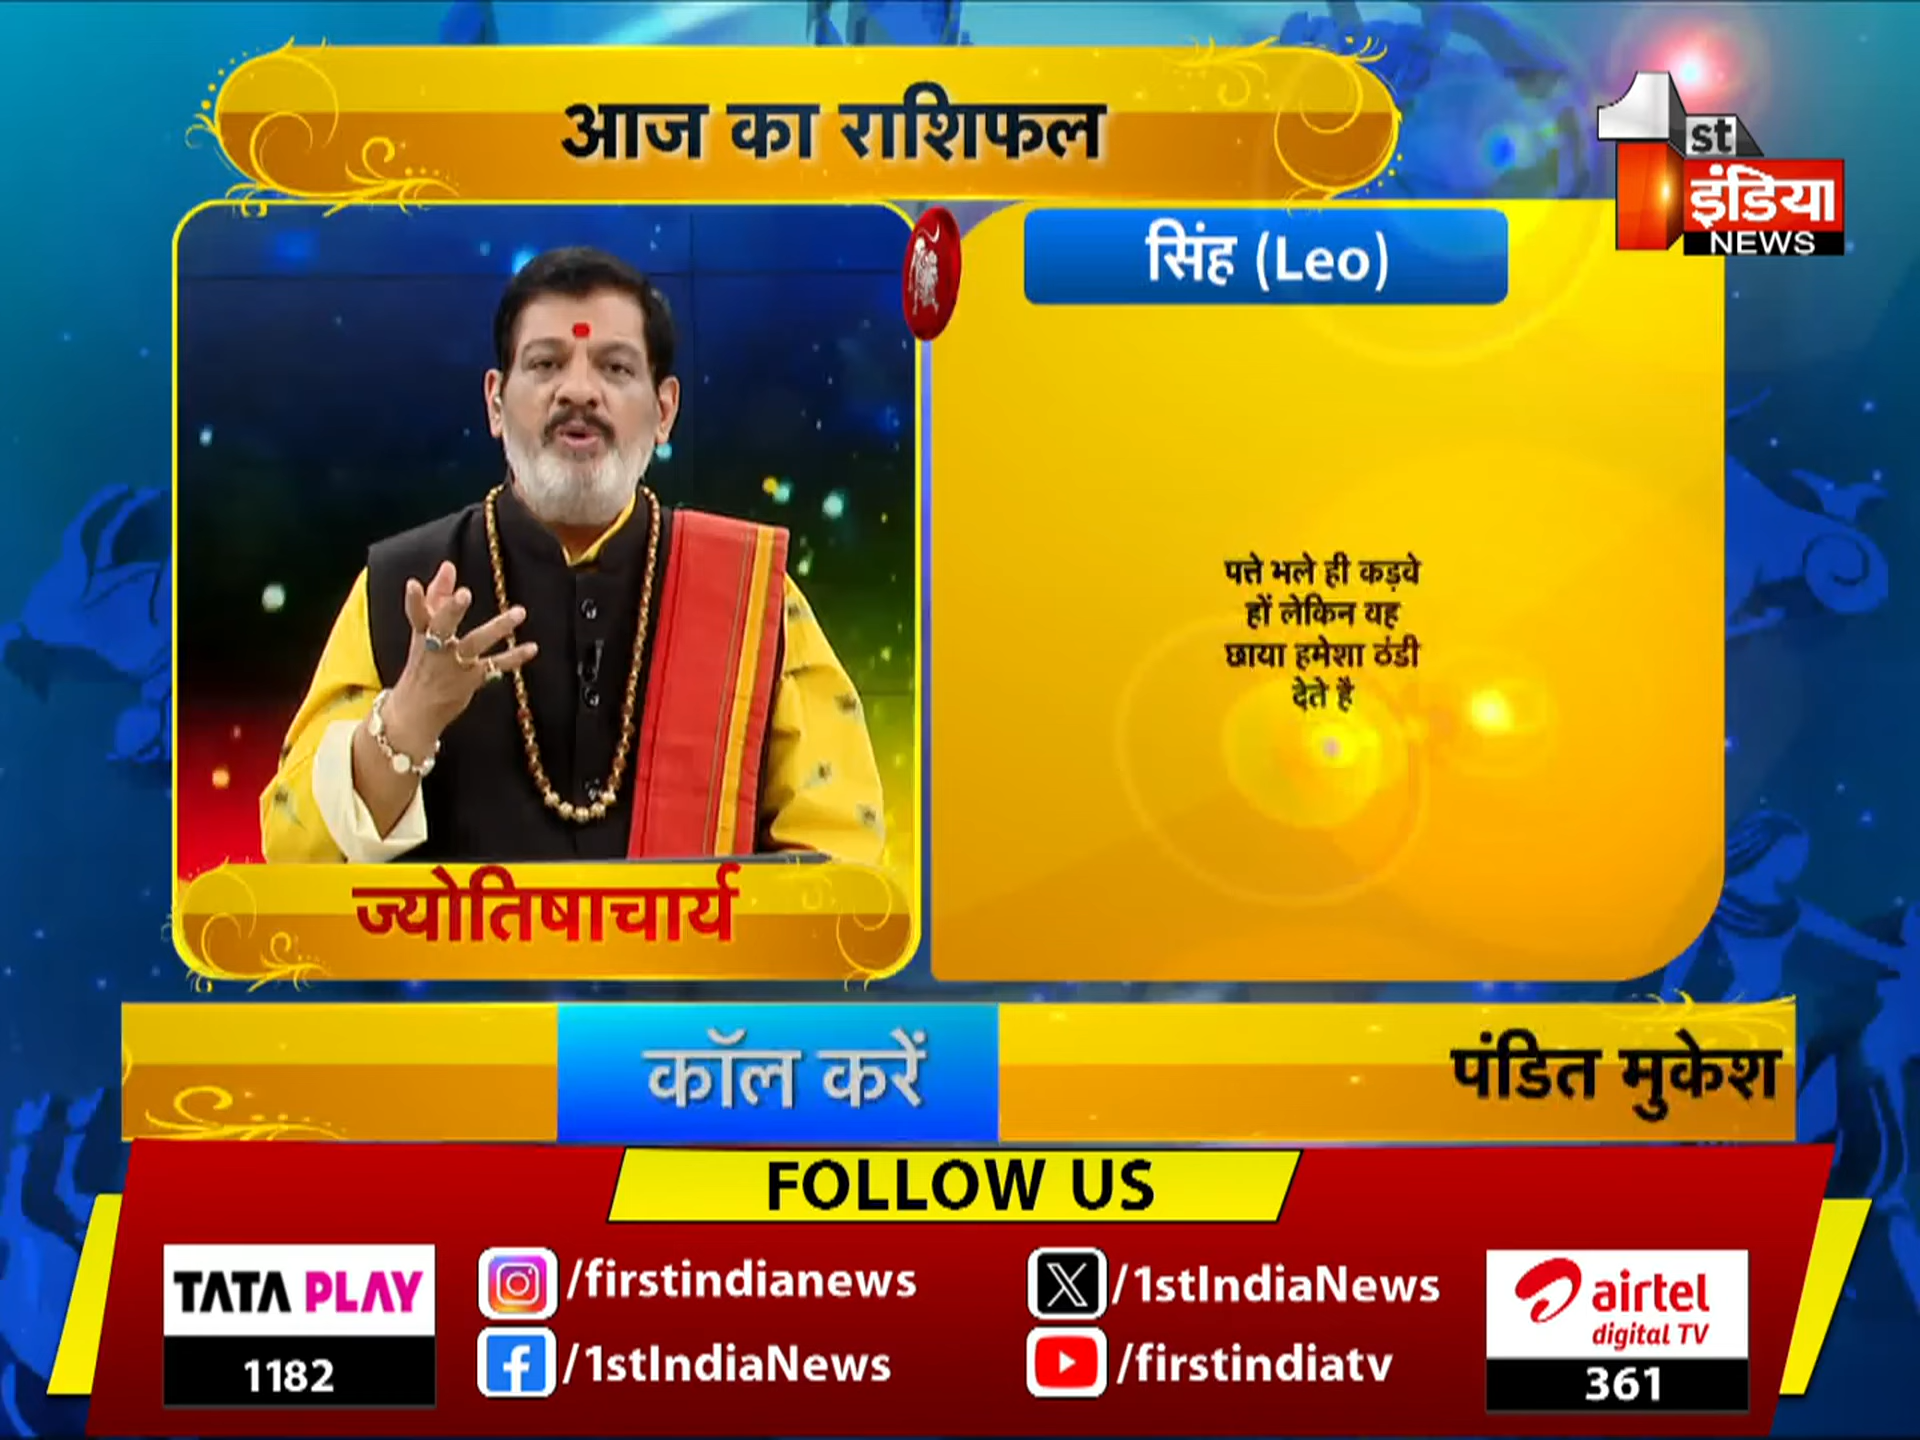 आज का राशिफल
1st
इंडिया
NEWS
सिंह (Leo)
पत्ते भले ही कड़वे
हों लेकिन वह
छाया हमेशा ठंडी
देते है
ज्योतिषाचार्य
कॉल करें
पंडित मुकेश
FOLLOW US
TATA PLAY
1182
/firstindianews
/1stIndiaNews
/1stIndiaNews
/firstindiatv
airtel
digital TV
361